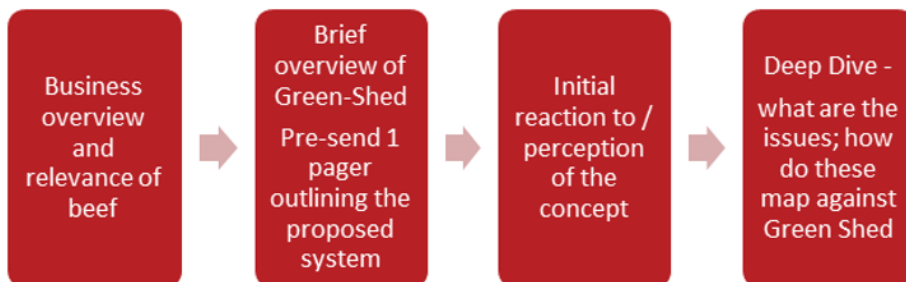 Business
overview
and
relevance of
beef
Brief
overview of
Green-Shed
Pre-send 1
pager
outlining the
proposed
system
Initial
reaction to /
perception
of the
concept
Deep Dive -
what are the
issues; how
do these
map against
Green Shed